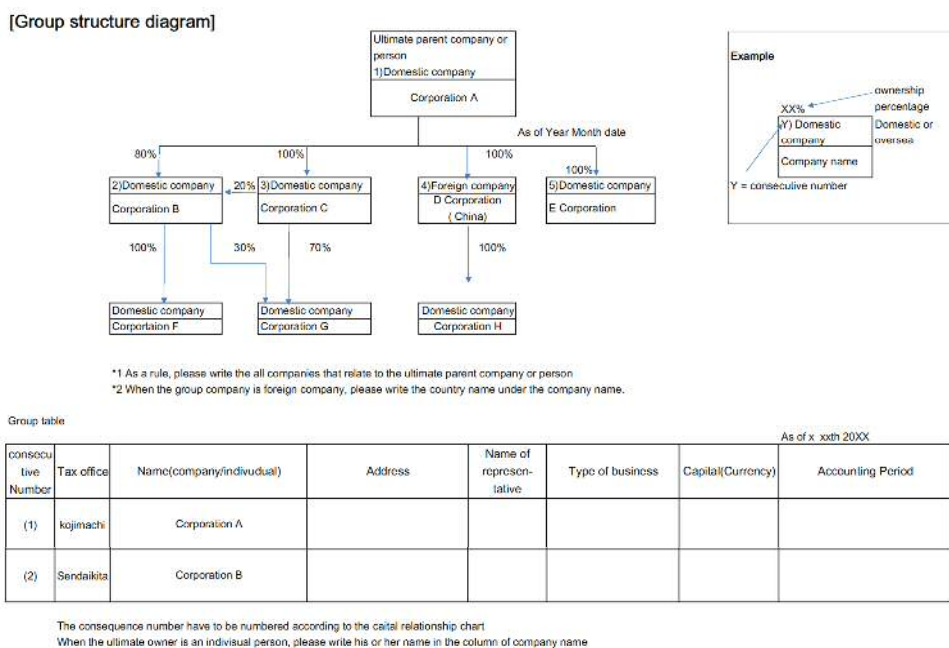 [Group structure diagram]
Ultimate parent company or
person
1)Domestic company
Corporation A
As of Year Month date
80%
100%
100%
100%
2)Domestic company
Corporation B
20%
3)Domestic company
Corporation C
4)Foreign company
D Corporation
( China)
5)Domestic company
E Corporation
100%
30%
70%
100%
Domestic company
Corportaion F
Domestic company
Corporation G
Domestic company
Corporation H
Example
XX%
ownership
percentage
Y) Domestic
company
Domestic or
oversea
Company name
Y = consecutive number
*1 As a rule, please write the all companies that relate to the ultimate parent company or person
*2 When the group company is foreign company, please write the country name under the company name.
Group table
As of x xxth 20XX
consecu
tive
Number
Tax office
Name(company/indivudual)
Address
Name of
represen-
tative
Type of business
Capital(Currency)
Accounting Period
(1) kojimachi Corporation A
(2) Sendaikita Corporation B
The consequence number have to be numbered according to the caital relationship chart
When the ultimate owner is an indivisual person, please write his or her name in the column of company name